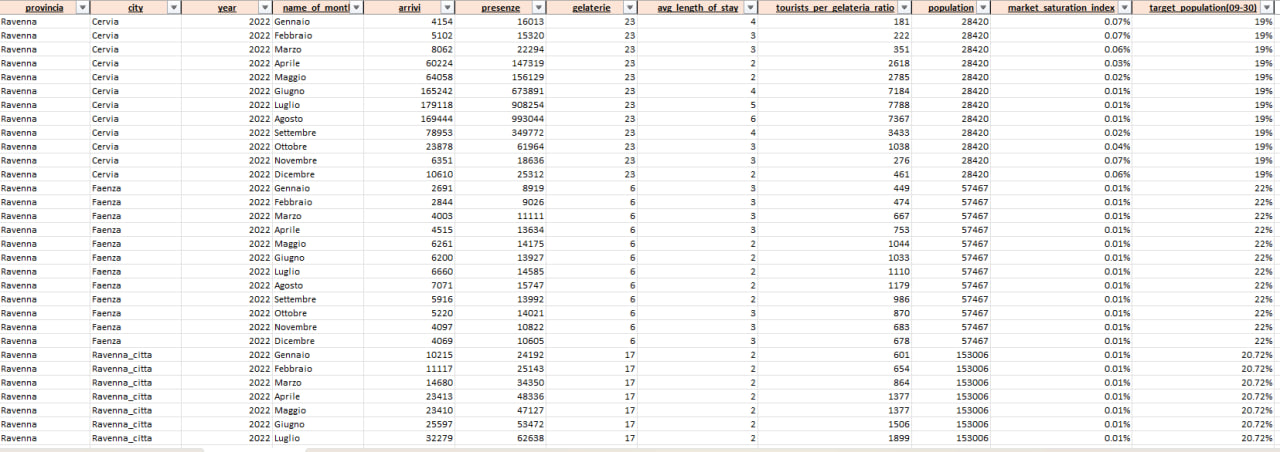 provincia city year name_of_montl arrivi presenze gelaterie avg_length_of_stay tourists_per_gelateria_ratio population market_saturation_index target_population(09-30)
Ravenna Cervia 2022 Gennaio 4154 16013 23 4 181 28420 0.07% 19%
Ravenna Cervia 2022 Febbraio 5102 15320 23 3 222 28420 0.07% 19%
Ravenna Cervia 2022 Marzo 8062 22294 23 3 351 28420 0.06% 19%
Ravenna Cervia 2022 Aprile 60224 147319 23 2 2618 28420 0.03% 19%
Ravenna Cervia 2022 Maggio 64058 156129 23 2 2785 28420 0.02% 19%
Ravenna Cervia 2022 Giugno 165242 673891 23 4 7184 28420 0.01% 19%
Ravenna Cervia 2022 Luglio 179118 908254 23 5 7788 28420 0.01% 19%
Ravenna Cervia 2022 Agosto 169444 993044 23 6 7367 28420 0.01% 19%
Ravenna Cervia 2022 Settembre 78953 349772 23 4 3433 28420 0.02% 19%
Ravenna Cervia 2022 Ottobre 23878 61964 23 3 1038 28420 0.04% 19%
Ravenna Cervia 2022 Novembre 6351 18636 23 3 276 28420 0.07% 19%
Ravenna Cervia 2022 Dicembre 10610 25312 23 2 461 28420 0.06% 19%
Ravenna Faenza 2022 Gennaio 2691 8919 6 3 449 57467 0.01% 22%
Ravenna Faenza 2022 Febbraio 2844 9026 6 3 474 57467 0.01% 22%
Ravenna Faenza 2022 Marzo 4003 11111 6 3 667 57467 0.01% 22%
Ravenna Faenza 2022 Aprile 4515 13634 6 3 753 57467 0.01% 22%
Ravenna Faenza 2022 Maggio 6261 14175 6 2 1044 57467 0.01% 22%
Ravenna Faenza 2022 Giugno 6200 13927 6 2 1033 57467 0.01% 22%
Ravenna Faenza 2022 Luglio 6660 14585 6 2 1110 57467 0.01% 22%
Ravenna Faenza 2022 Agosto 7071 15747 6 2 1179 57467 0.01% 22%
Ravenna Faenza 2022 Settembre 5916 13992 6 2 986 57467 0.01% 22%
Ravenna Faenza 2022 Ottobre 5220 14021 6 3 870 57467 0.01% 22%
Ravenna Faenza 2022 Novembre 4097 10822 6 3 683 57467 0.01% 22%
Ravenna Faenza 2022 Dicembre 4069 10605 6 3 678 57467 0.01% 22%
Ravenna Ravenna_citta 2022 Gennaio 10215 24192 17 2 601 153006 0.01% 20.72%
Ravenna Ravenna_citta 2022 Febbraio 11117 25143 17 2 654 153006 0.01% 20.72%
Ravenna Ravenna_citta 2022 Marzo 14680 34350 17 2 864 153006 0.01% 20.72%
Ravenna Ravenna_citta 2022 Aprile 23413 48336 17 2 1377 153006 0.01% 20.72%
Ravenna Ravenna_citta 2022 Maggio 23410 47127 17 2 1377 153006 0.01% 20.72%
Ravenna Ravenna_citta 2022 Giugno 25597 53472 17 2 1506 153006 0.01% 20.72%
Ravenna Ravenna_citta 2022 Luglio 32279 62638 17 2 1899 153006 0.01% 20.72%